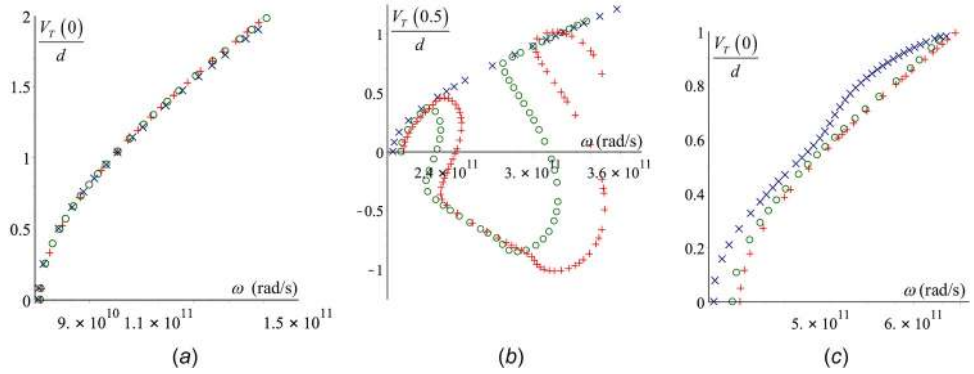 V_T (0)
d
2
1.5
1
0.5
0
ω (rad/s)
9. × 10^10
1.1 × 10^11
1.5 × 10^11
(a)
V_T (0.5)
d
1
0.5
0
-0.5
-1
ω (rad/s)
2.4 × 10^11
3. × 10^11
3.6 × 10^11
(b)
V_T (0)
d
1
0.8
0.6
0.4
0.2
0
ω (rad/s)
5. × 10^11
6. × 10^11
(c)